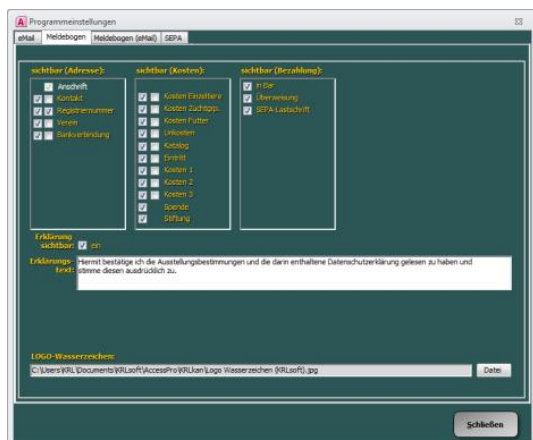 Programmeinstellungen
eMail Meldebogen Meldebogen (eMail) SEPA
sichtbar (Adresse): sichtbar (Kosten): sichtbar (Bezahlung):
Anschrift
Kontakt
Registriernummer
Verein
Bankverbindung
Kosten Einzeltiere
Kosten Zuchtgrp.
Kosten Futter
Unkosten
Katalog
Eintritt
Kosten 1
Kosten 2
Kosten 3
Spende
Stiftung
in Bar
Überweisung
SEPA-Lastschrift
Erklärung
sichtbar: ein
Erklärungs-
text:
Hiermit bestätige ich die Ausstellungsbestimmungen und die darin enthaltene Datenschutzerklärung gelesen zu haben und
stimme diesen ausdrücklich zu.
LOGO-Wasserzeichen:
C:\Users\KRL\Documents\KRLsoft\AccessPro\KRLkan\Logo Wasserzeichen (KRLsoft).jpg Datei
Schließen